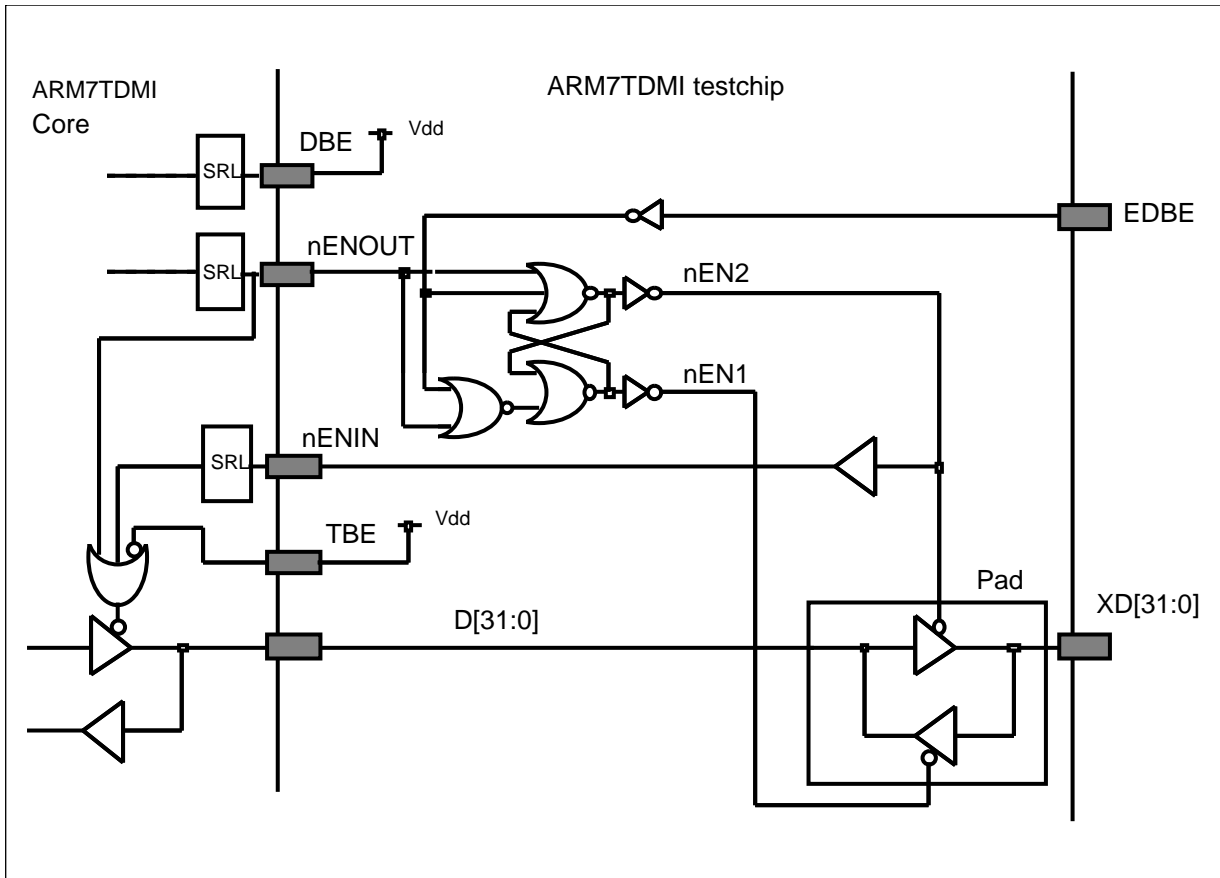 ARM7TDMI
Core
ARM7TDMI testchip
DBE
Vdd
SRL
EDBE
nENOUT
SRL
nEN2
nEN1
nENIN
SRL
TBE
Vdd
Pad
D[31:0]
XD[31:0]